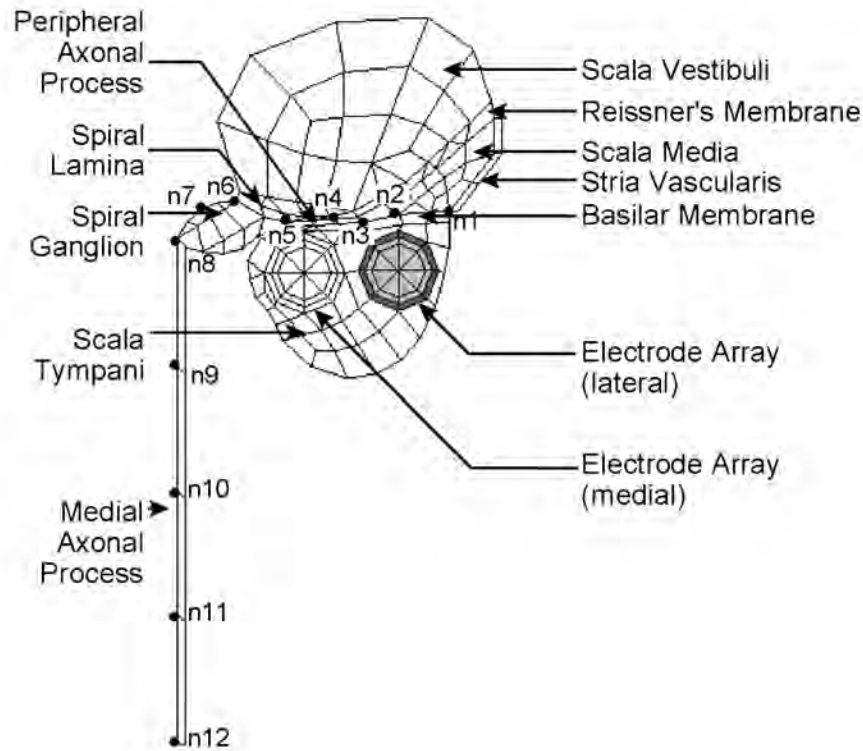 Peripheral
Axonal
Process
Spiral
Lamina
Spiral
Ganglion
Scala
Tympani
Medial
Axonal
Process
Scala Vestibuli
Reissner's Membrane
Scala Media
Stria Vascularis
Basilar Membrane
Electrode Array
(lateral)
Electrode Array
(medial)
n1
n2
n3
n4
n5
n6
n7
n8
n9
n10
n11
n12